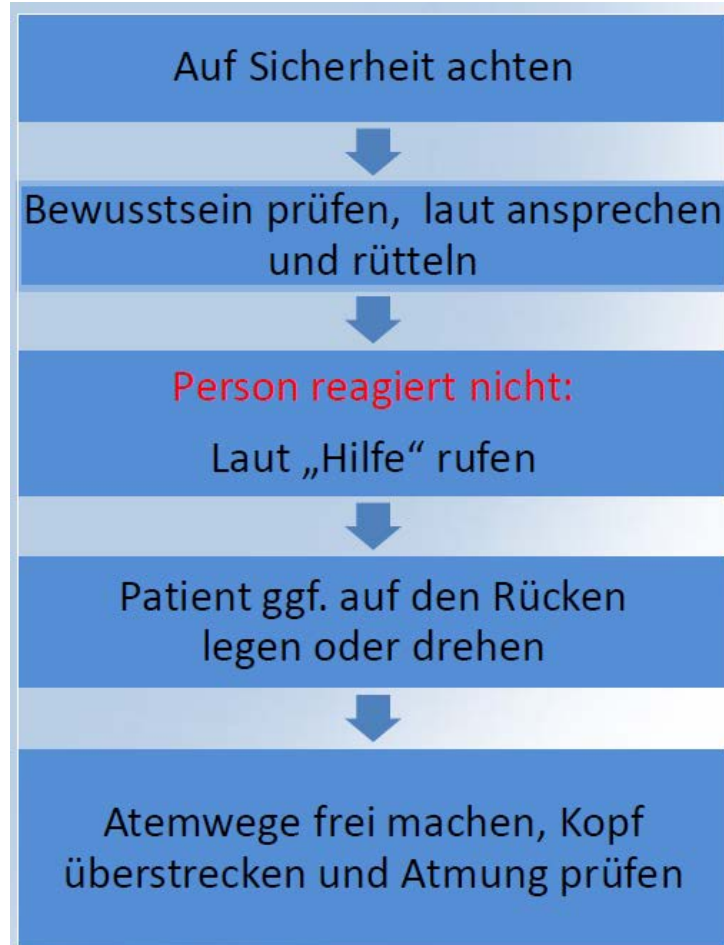 Auf Sicherheit achten
Bewusstsein prüfen, laut ansprechen
und rütteln
Person reagiert nicht:
Laut „Hilfe“ rufen
Patient ggf. auf den Rücken
legen oder drehen
Atemwege frei machen, Kopf
überstrecken und Atmung prüfen